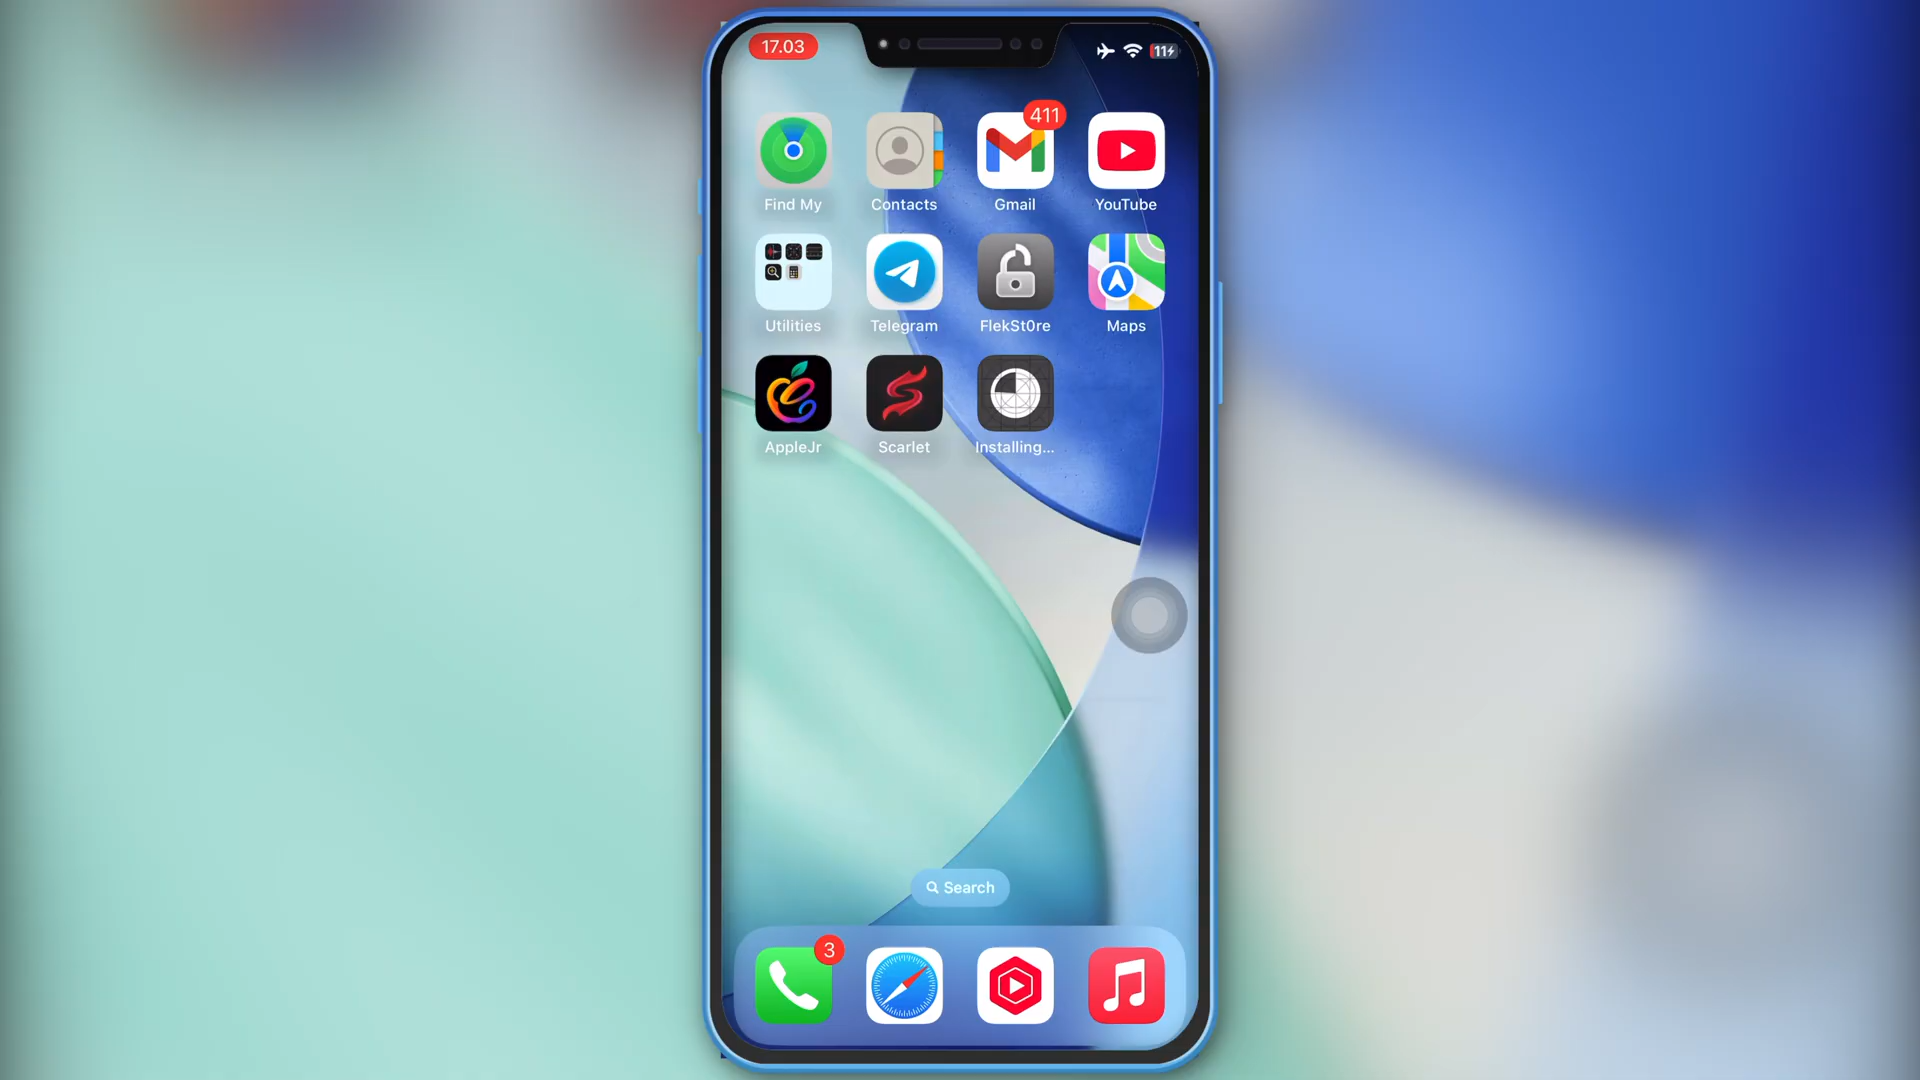 17.03
11
411
Find My
Contacts
Gmail
YouTube
Utilities
Telegram
FlekSt0re
Maps
AppleJr
Scarlet
Installing...
Search
3